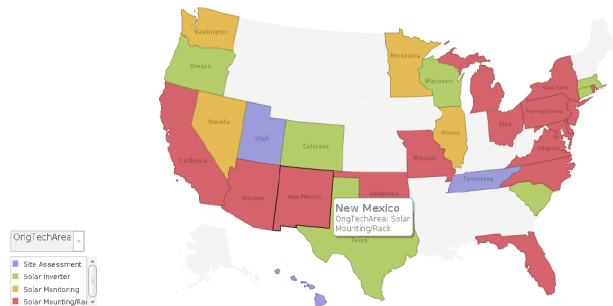 Washington
Oregon
Minnesota
Wisconsin
New York
Nevada
Utah
Colorado
Illinois
Ohio
Pennsylvania
California
Missouri
Virginia
Arizona
New Mexico
Oklahoma
Tennessee
New Mexico
OrigTechArea: Solar
Mounting/Rack
Texas
OrigTechArea
Site Assessment
Solar Inverter
Solar Monitoring
Solar Mounting/Ra